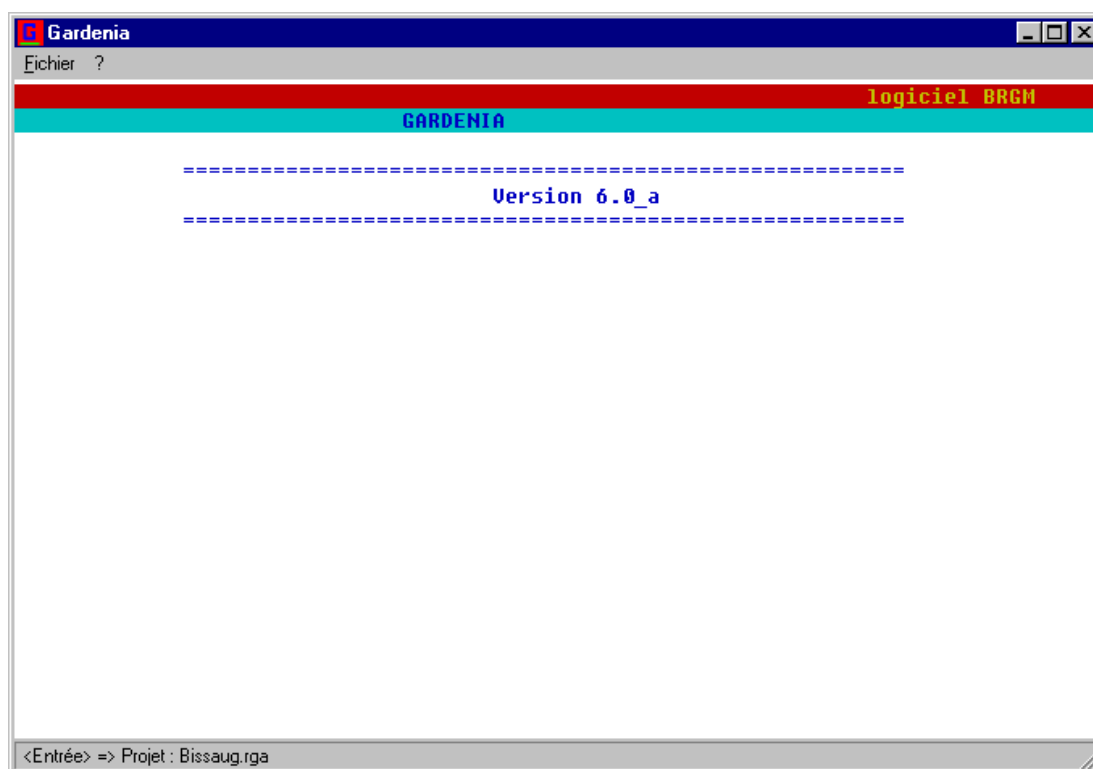 G Gardenia
Fichier ?
logiciel BRGM
GARDENIA
========================================================
Version 6.0_a
========================================================
<Entrée> => Projet : Bissaug.rga